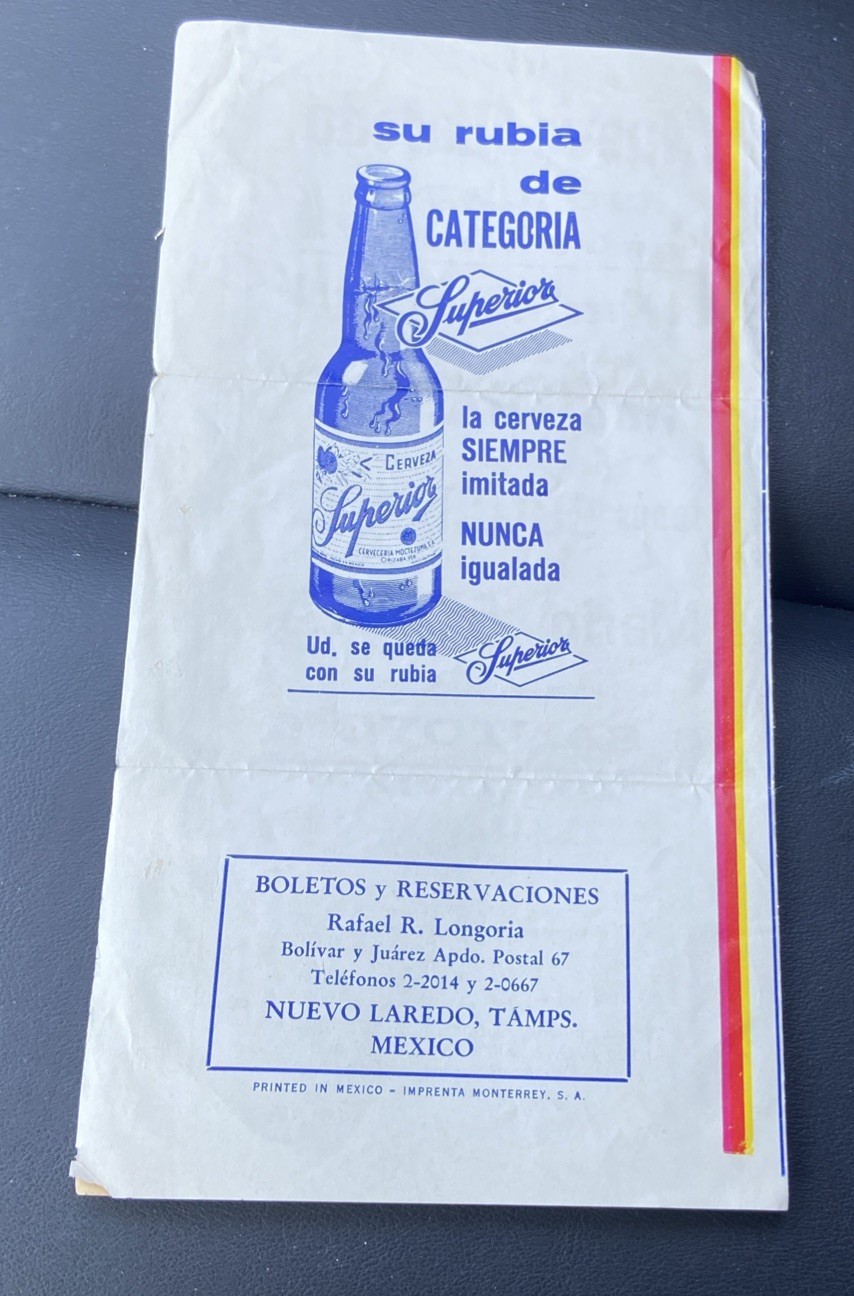 su rubia
de
CATEGORIA
Superior
la cerveza
SIEMPRE
imitada
NUNCA
igualada
CERVEZA
Superior
CERVECERIA MOCTEZUMA, S.A.
ORIZABA, VER.
Ud. se queda
con su rubia
Superior
BOLETOS y RESERVACIONES
Rafael R. Longoria
Bolívar y Juárez Apdo. Postal 67
Teléfonos 2-2014 y 2-0667
NUEVO LAREDO, TAMPS.
MEXICO
PRINTED IN MEXICO - IMPRENTA MONTERREY, S. A.